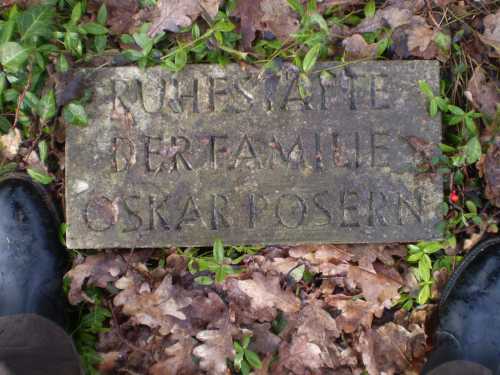 RUHESTÄTTE
DER FAMILIE
OSKAR POSERN